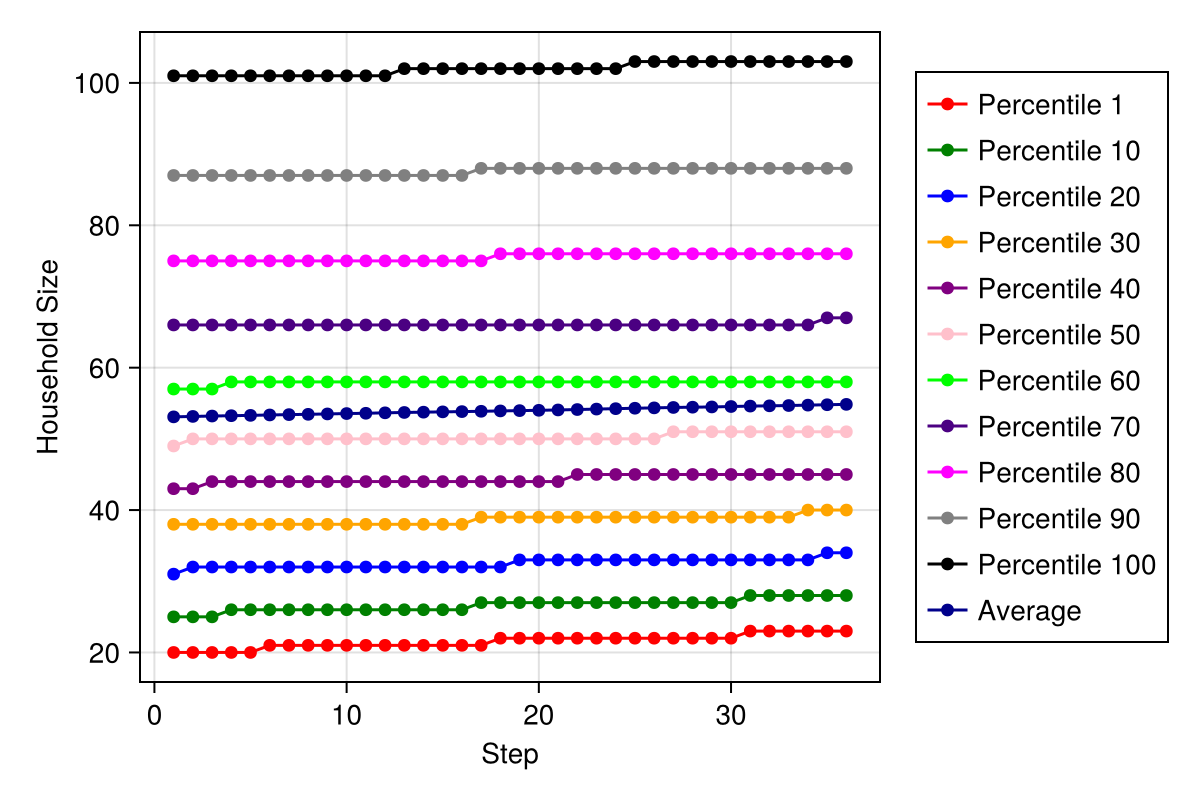 100
80
60
40
20
Household Size
0 10 20 30
Step
Percentile 1
Percentile 10
Percentile 20
Percentile 30
Percentile 40
Percentile 50
Percentile 60
Percentile 70
Percentile 80
Percentile 90
Percentile 100
Average